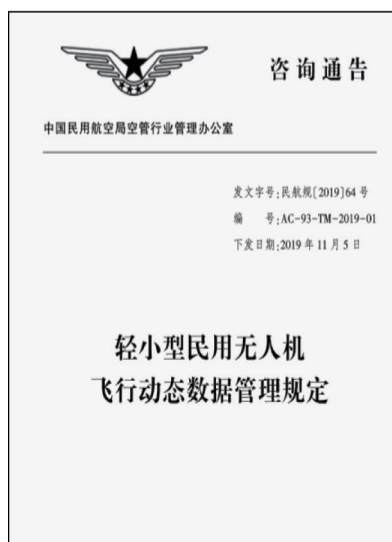 咨询通告
中国民用航空局空管行业管理办公室
发文字号:民航规〔2019〕64号
编 号:AC-93-TM-2019-01
下发日期:2019年11月5日
轻小型民用无人机
飞行动态数据管理规定